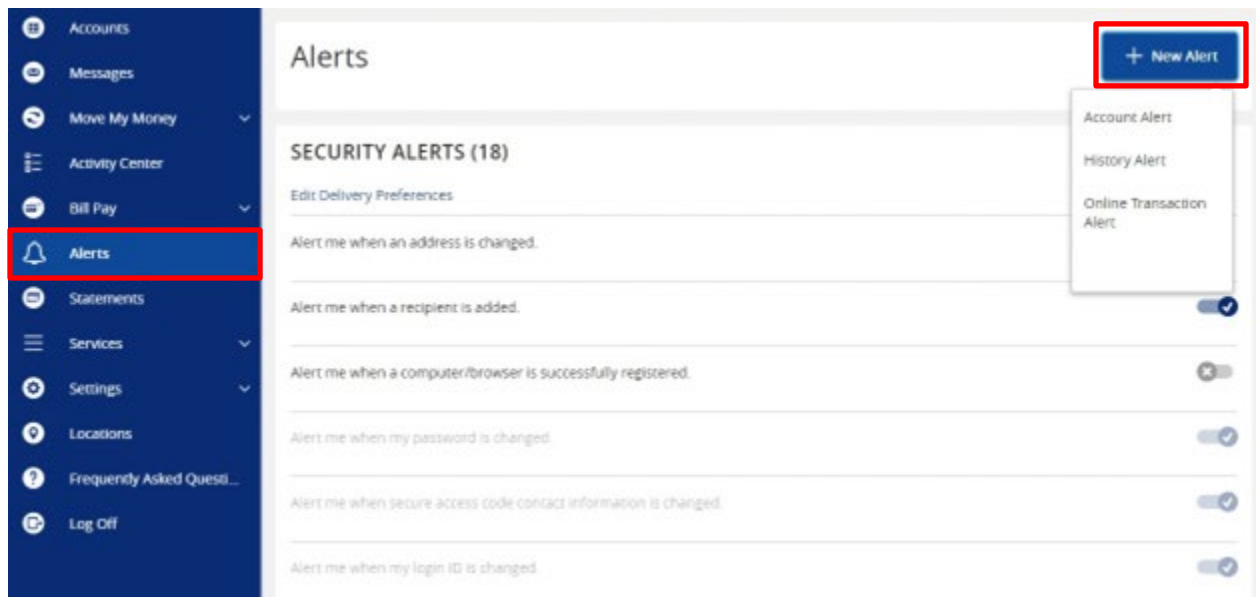 Accounts
Messages
Move My Money
Activity Center
Bill Pay
Alerts
Statements
Services
Settings
Locations
Frequently Asked Questi...
Log Off
Alerts
+ New Alert
Account Alert
History Alert
Online Transaction
Alert
SECURITY ALERTS (18)
Edit Delivery Preferences
Alert me when an address is changed.
Alert me when a recipient is added.
Alert me when a computer/browser is successfully registered.
Alert me when my password is changed.
Alert me when secure access code contact information is changed.
Alert me when my login ID is changed.